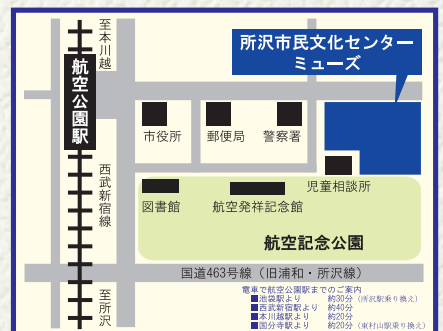 至本川越
航空公園駅
西武新宿線
至所沢
所沢市民文化センター
ミューズ
市役所
郵便局
警察署
児童相談所
図書館
航空発祥記念館
航空記念公園
国道463号線（旧浦和・所沢線）
電車で航空公園駅までのご案内
■池袋駅より 約30分（所沢駅乗り換え）
■西武新宿駅より 約40分
■本川越駅より 約20分
■国分寺駅より 約20分（東村山駅乗り換え）